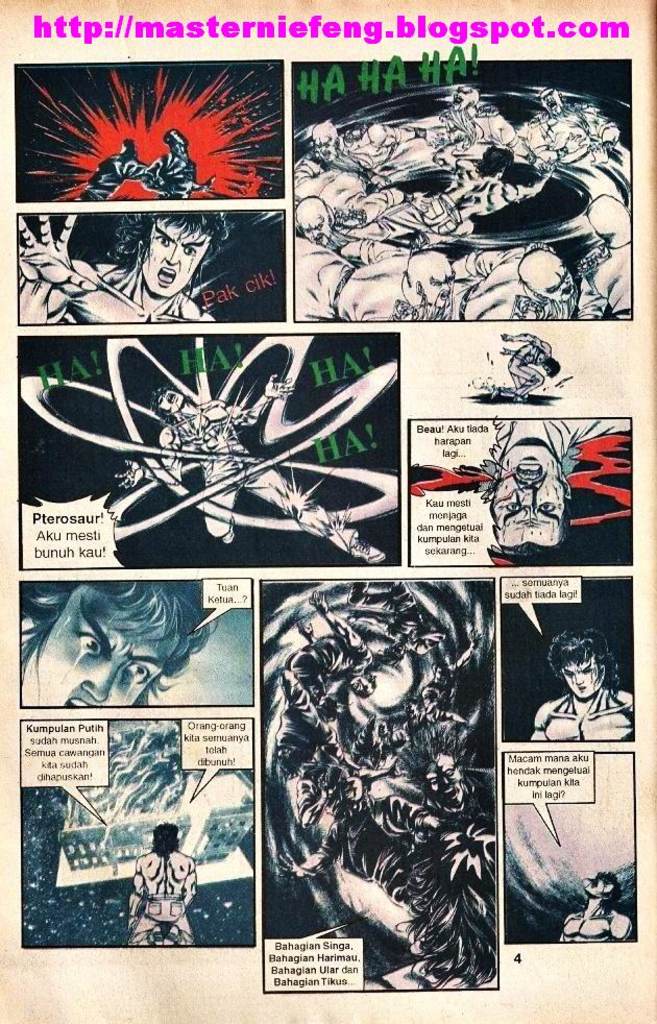 http://masterniefeng.blogspot.com
HA HA HA!
Pak cik!
HA! HA! HA!
HA!
Pterosaur!
Aku mesti
bunuh kau!
Beau! Aku tiada
harapan
lagi...
Kau mesti
menjaga
dan mengetuai
kumpulan kita
sekarang...
Tuan
Ketua...?
... semuanya
sudah tiada lagi!
Kumpulan Putih
sudah musnah.
Semua cawangan
kita sudah
dihapuskan!
Orang-orang
kita semuanya
telah
dibunuh!
Macam mana aku
hendak mengetuai
kumpulan kita
ini lagi?
Bahagian Singa,
Bahagian Harimau,
Bahagian Ular dan
Bahagian Tikus...
4